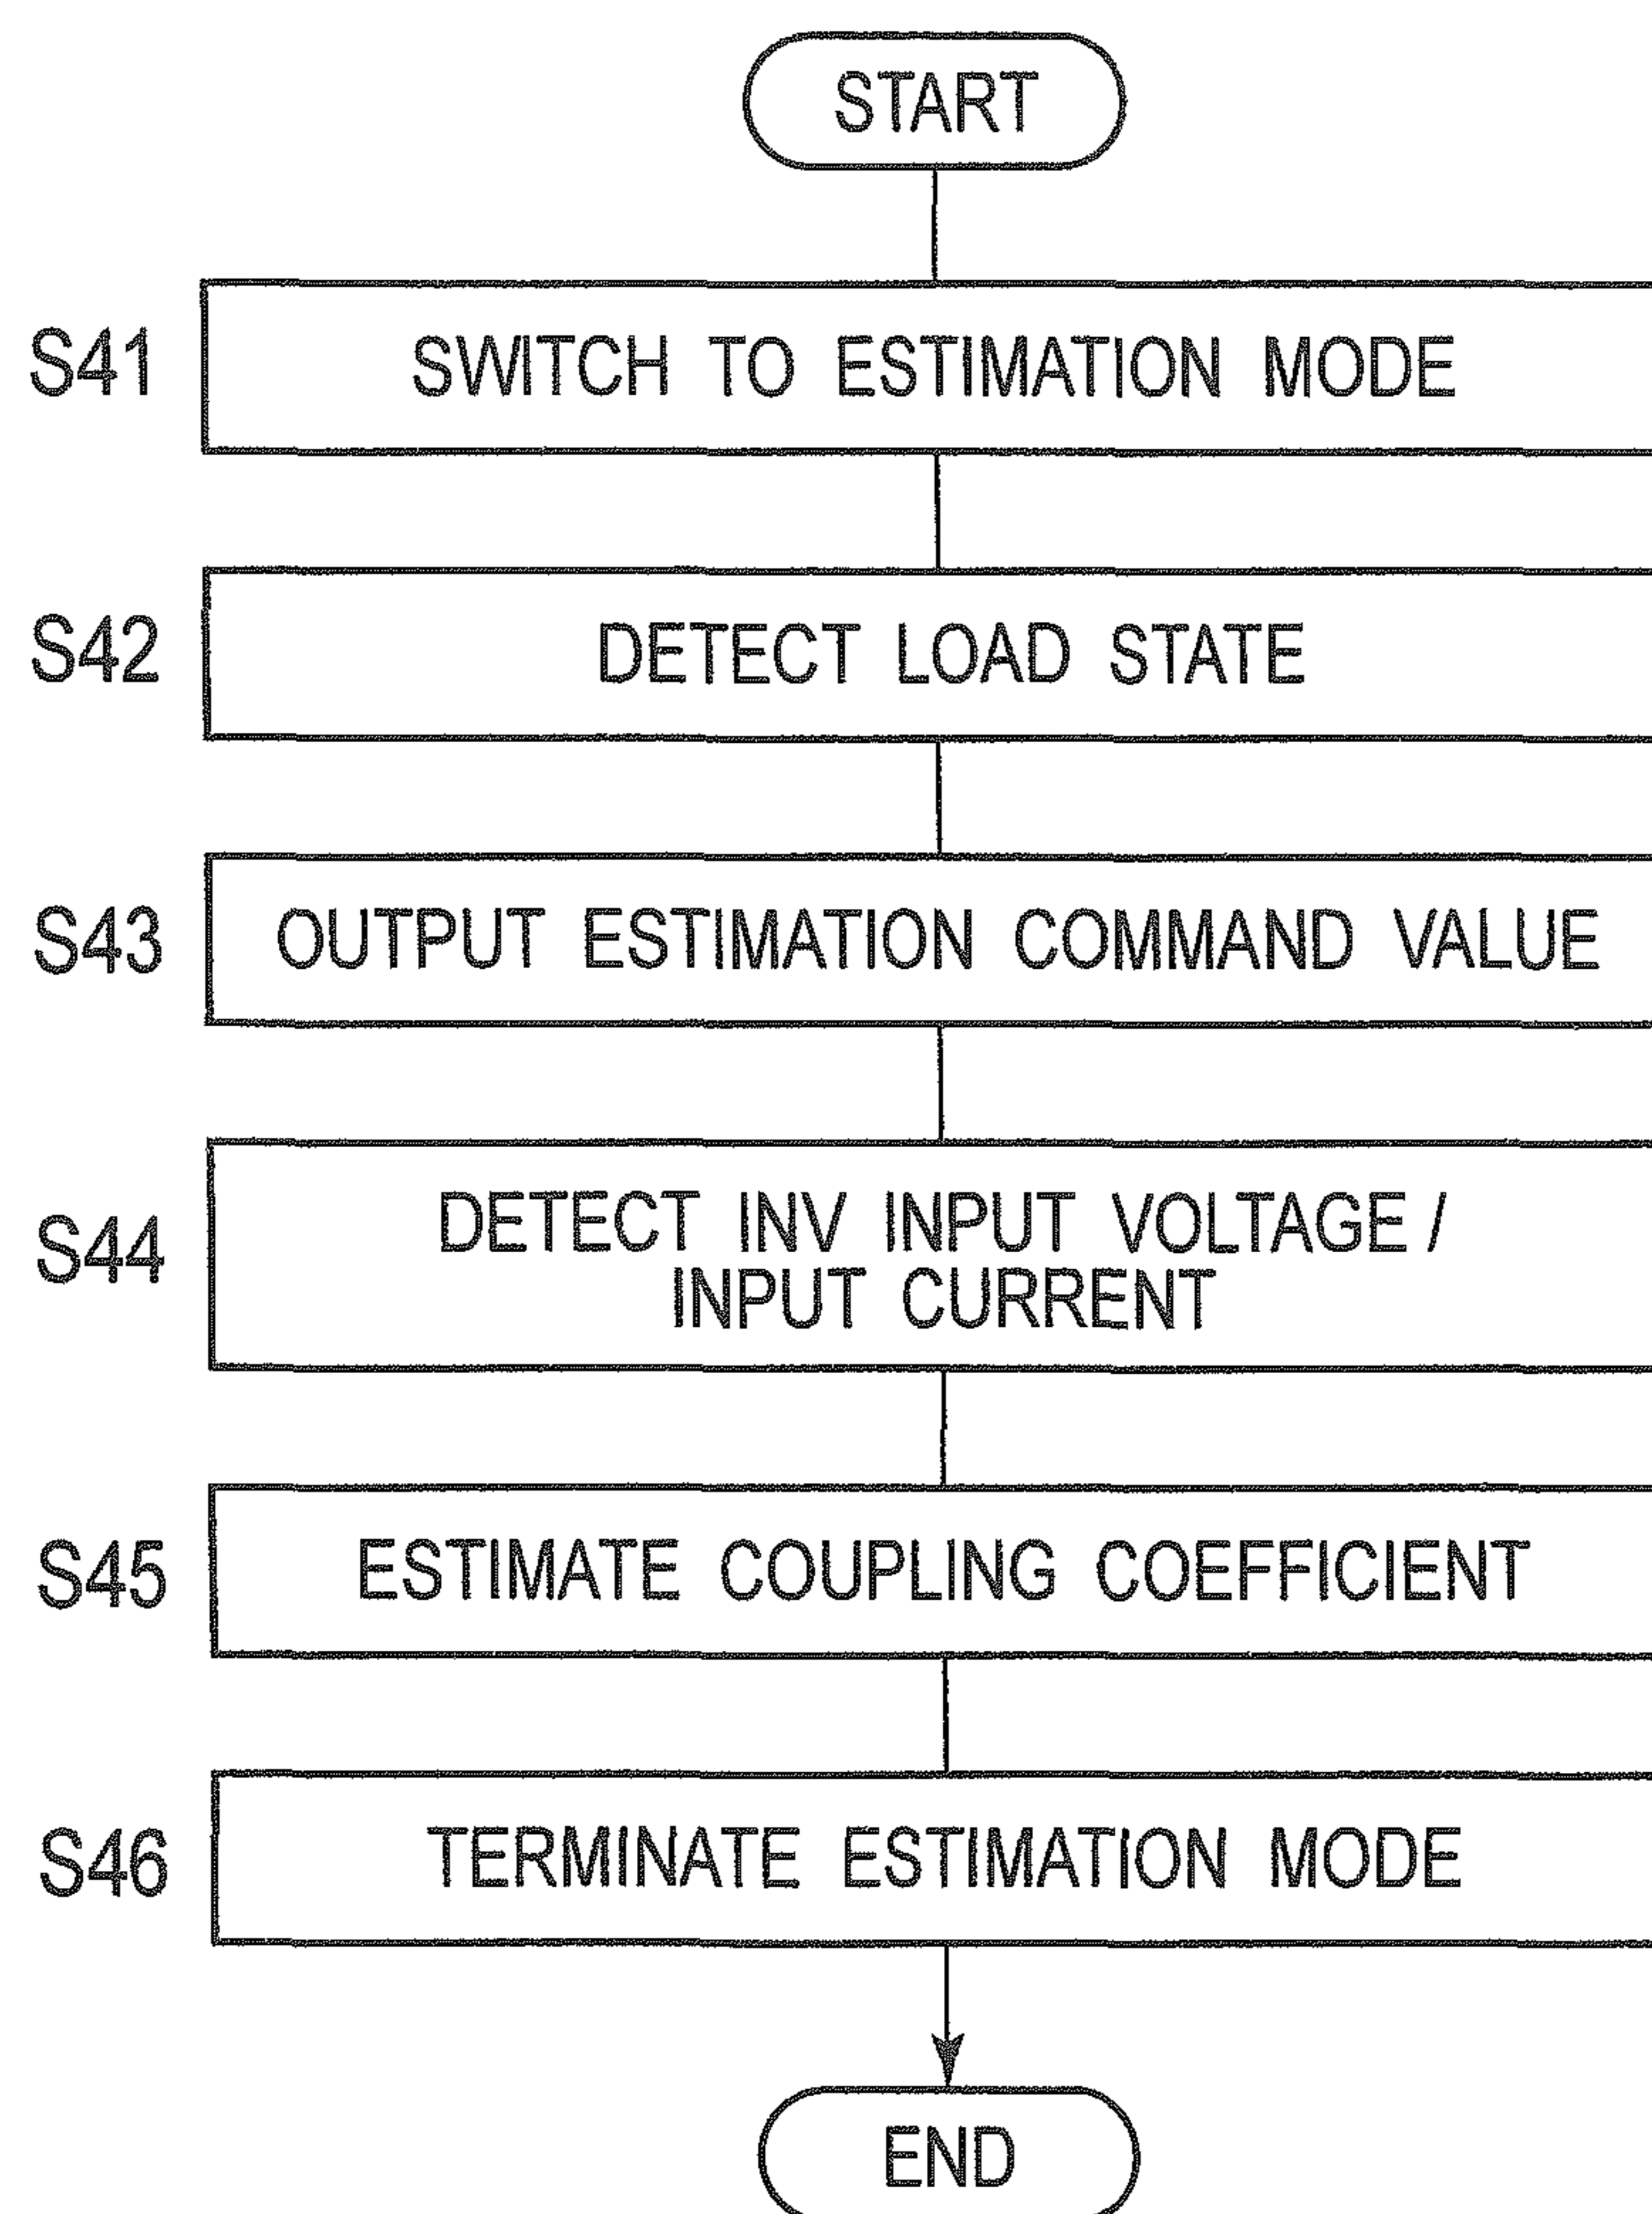 START
S41 SWITCH TO ESTIMATION MODE
S42 DETECT LOAD STATE
S43 OUTPUT ESTIMATION COMMAND VALUE
S44 DETECT INV INPUT VOLTAGE /
INPUT CURRENT
S45 ESTIMATE COUPLING COEFFICIENT
S46 TERMINATE ESTIMATION MODE
END